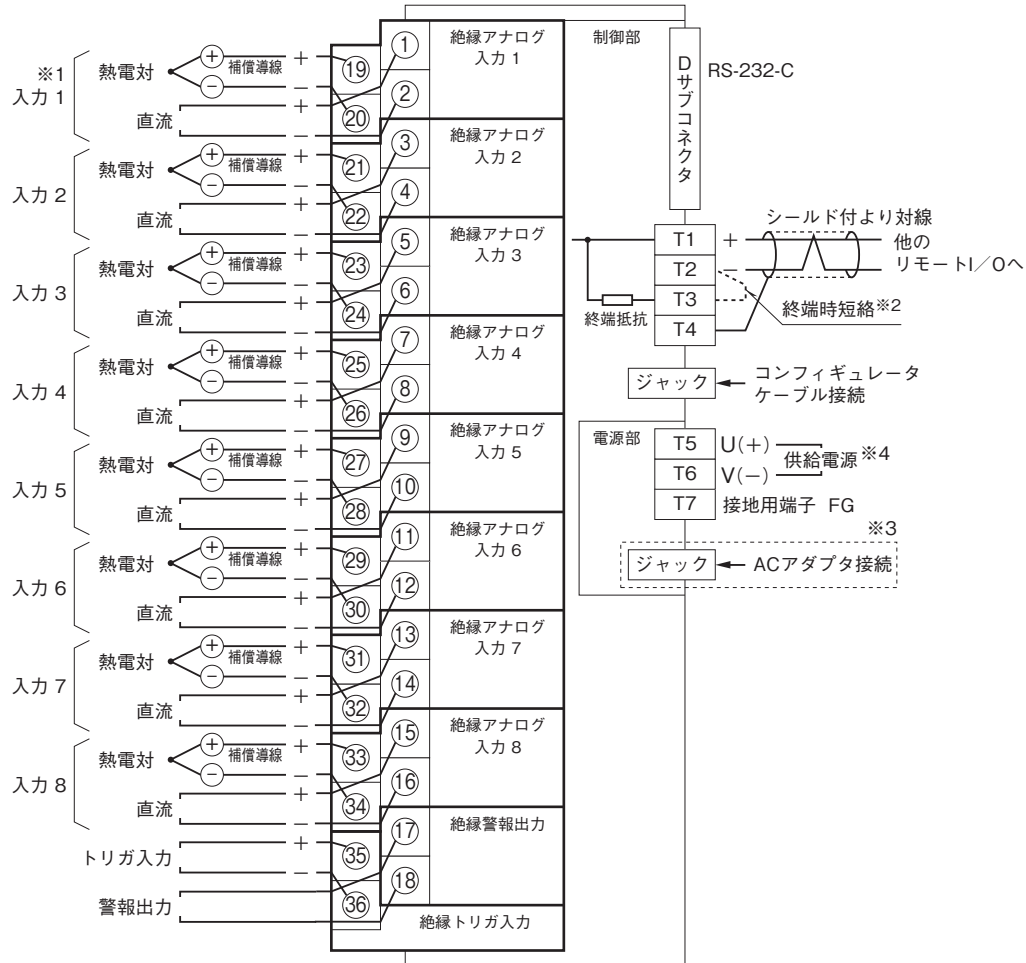 ※1
入力 1
熱電対
+
−
補償導線
+
−
直流
+
−
19
20
1
2
絶縁アナログ
入力 1
入力 2
熱電対
+
−
補償導線
+
−
直流
+
−
21
22
3
4
絶縁アナログ
入力 2
入力 3
熱電対
+
−
補償導線
+
−
直流
+
−
23
24
5
6
絶縁アナログ
入力 3
入力 4
熱電対
+
−
補償導線
+
−
直流
+
−
25
26
7
8
絶縁アナログ
入力 4
入力 5
熱電対
+
−
補償導線
+
−
直流
+
−
27
28
9
10
絶縁アナログ
入力 5
入力 6
熱電対
+
−
補償導線
+
−
直流
+
−
29
30
11
12
絶縁アナログ
入力 6
入力 7
熱電対
+
−
補償導線
+
−
直流
+
−
31
32
13
14
絶縁アナログ
入力 7
入力 8
熱電対
+
−
補償導線
+
−
直流
+
−
33
34
15
16
絶縁アナログ
入力 8
トリガ入力
+
−
35
36
警報出力
17
18
絶縁警報出力
絶縁トリガ入力
制御部
Dサブコネクタ
RS-232-C
シールド付より対線
T1
+
T2
−
T3
T4
他の
リモートI/Oへ
終端抵抗
終端時短絡※2
ジャック
コンフィギュレータ
ケーブル接続
電源部
T5
U(+)
T6
V(−)
供給電源※4
T7
接地用端子 FG
※3
ジャック
ACアダプタ接続